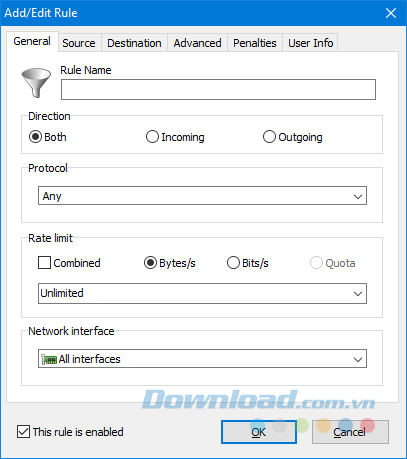 Add/Edit Rule
General Source Destination Advanced Penalties User Info
Rule Name
Direction
Both Incoming Outgoing
Protocol
Any
Rate limit
Combined Bytes/s Bits/s Quota
Unlimited
Network interface
All interfaces
Download.com.vn
This rule is enabled OK Cancel